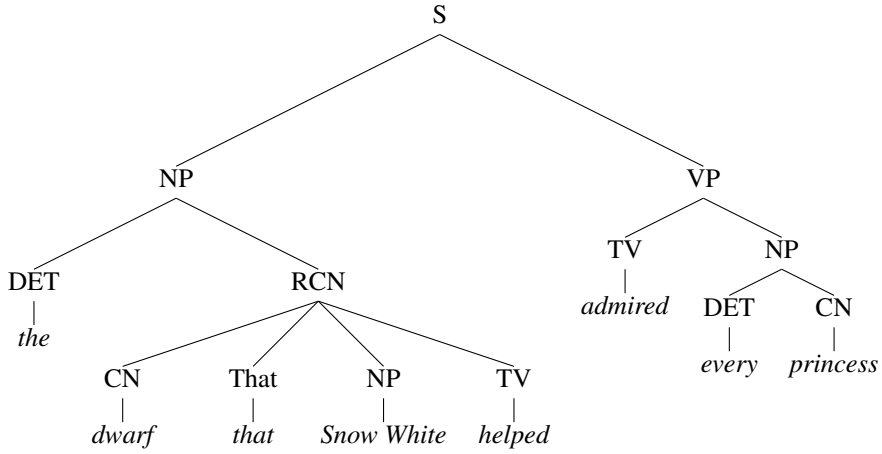 S
NP VP
TV NP
DET RCN
admired DET CN
the
every princess
CN That NP TV
dwarf that Snow White helped